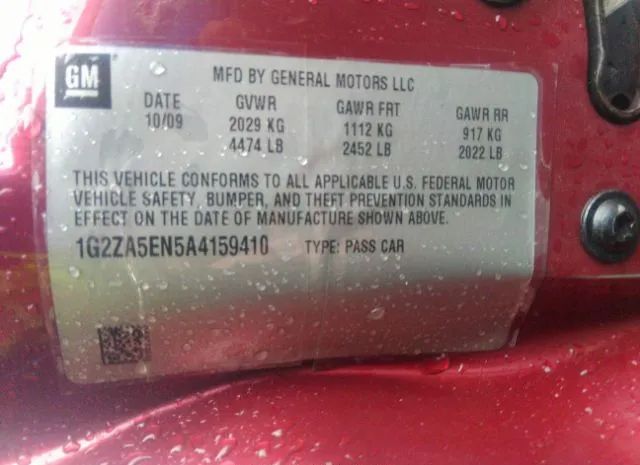 GM
MFD BY GENERAL MOTORS LLC
DATE GVWR GAWR FRT GAWR RR
10/09 2029 KG 1112 KG 917 KG
4474 LB 2452 LB 2022 LB
THIS VEHICLE CONFORMS TO ALL APPLICABLE U.S. FEDERAL MOTOR
VEHICLE SAFETY, BUMPER, AND THEFT PREVENTION STANDARDS IN
EFFECT ON THE DATE OF MANUFACTURE SHOWN ABOVE.
1G2ZA5EN5A4159410 TYPE: PASS CAR